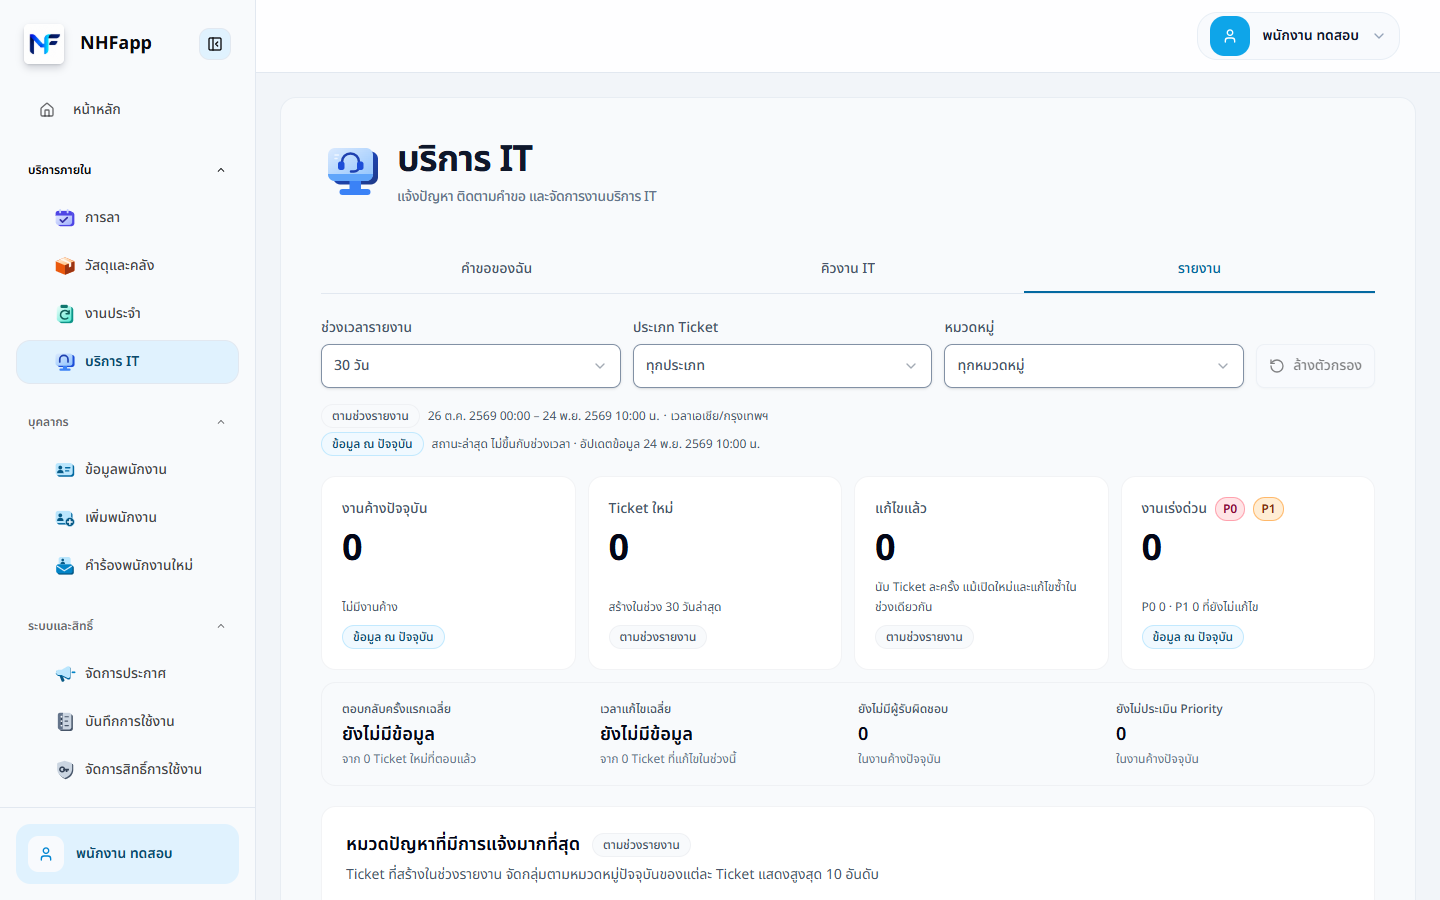 NHFapp
พนักงาน ทดสอบ
หน้าหลัก
บริการภายใน
การลา
วัสดุและคลัง
งานประจำ
บริการ IT
บุคลากร
ข้อมูลพนักงาน
เพิ่มพนักงาน
คำร้องพนักงานใหม่
ระบบและสิทธิ์
จัดการประกาศ
บันทึกการใช้งาน
จัดการสิทธิ์การใช้งาน
พนักงาน ทดสอบ
บริการ IT
แจ้งปัญหา ติดตามคำขอ และจัดการงานบริการ IT
คำขอของฉัน คิวงาน IT รายงาน
ช่วงเวลารายงาน ประเภท Ticket หมวดหมู่
30 วัน ทุกประเภท ทุกหมวดหมู่ ล้างตัวกรอง
ตามช่วงรายงาน 26 ต.ค. 2569 00:00 – 24 พ.ย. 2569 10:00 น. · เวลาเอเชีย/กรุงเทพฯ
ข้อมูล ณ ปัจจุบัน สถานะล่าสุด ไม่ขึ้นกับช่วงเวลา · อัปเดตข้อมูล 24 พ.ย. 2569 10:00 น.
งานค้างปัจจุบัน
0
ไม่มีงานค้าง
ข้อมูล ณ ปัจจุบัน
Ticket ใหม่
0
สร้างในช่วง 30 วันล่าสุด
ตามช่วงรายงาน
แก้ไขแล้ว
0
นับ Ticket ละครั้ง แม้เปิดใหม่และแก้ไขซ้ำใน
ช่วงเดียวกัน
ตามช่วงรายงาน
งานเร่งด่วน P0 P1
0
P0 0 · P1 0 ที่ยังไม่แก้ไข
ข้อมูล ณ ปัจจุบัน
ตอบกลับครั้งแรกเฉลี่ย
ยังไม่มีข้อมูล
จาก 0 Ticket ใหม่ที่ตอบแล้ว
เวลาแก้ไขเฉลี่ย
ยังไม่มีข้อมูล
จาก 0 Ticket ที่แก้ไขในช่วงนี้
ยังไม่มีผู้รับผิดชอบ
0
ในงานค้างปัจจุบัน
ยังไม่ประเมิน Priority
0
ในงานค้างปัจจุบัน
หมวดปัญหาที่มีการแจ้งมากที่สุด ตามช่วงรายงาน
Ticket ที่สร้างในช่วงรายงาน จัดกลุ่มตามหมวดหมู่ปัจจุบันของแต่ละ Ticket แสดงสูงสุด 10 อันดับ